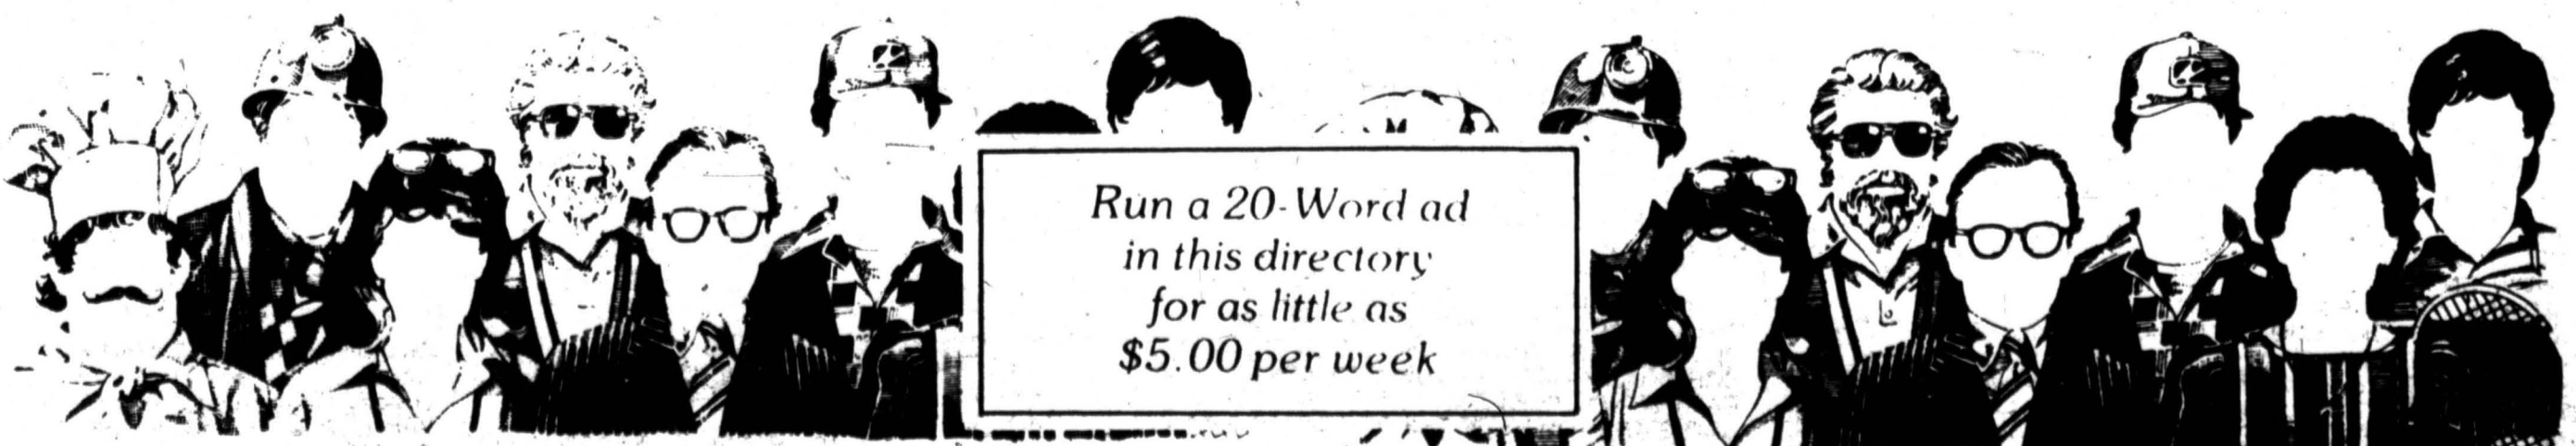 Run a 20-Word ad
in this directory
for as little as
$5.00 per week